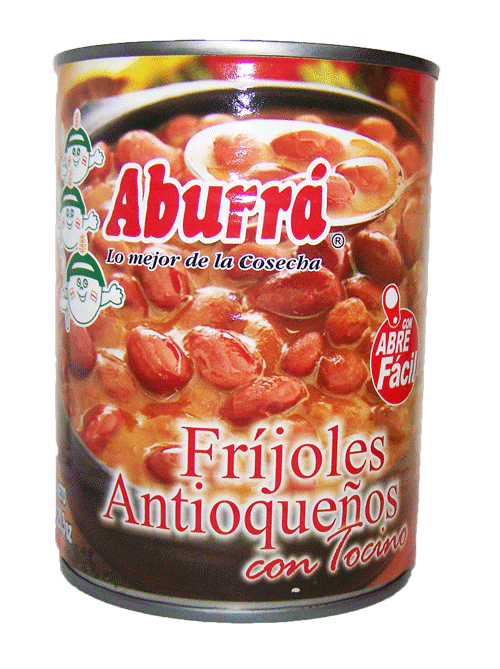 Aburrá®
Lo mejor de la Cosecha
con
ABRE
Fácil
Fríjoles
Antioqueños
con Tocino